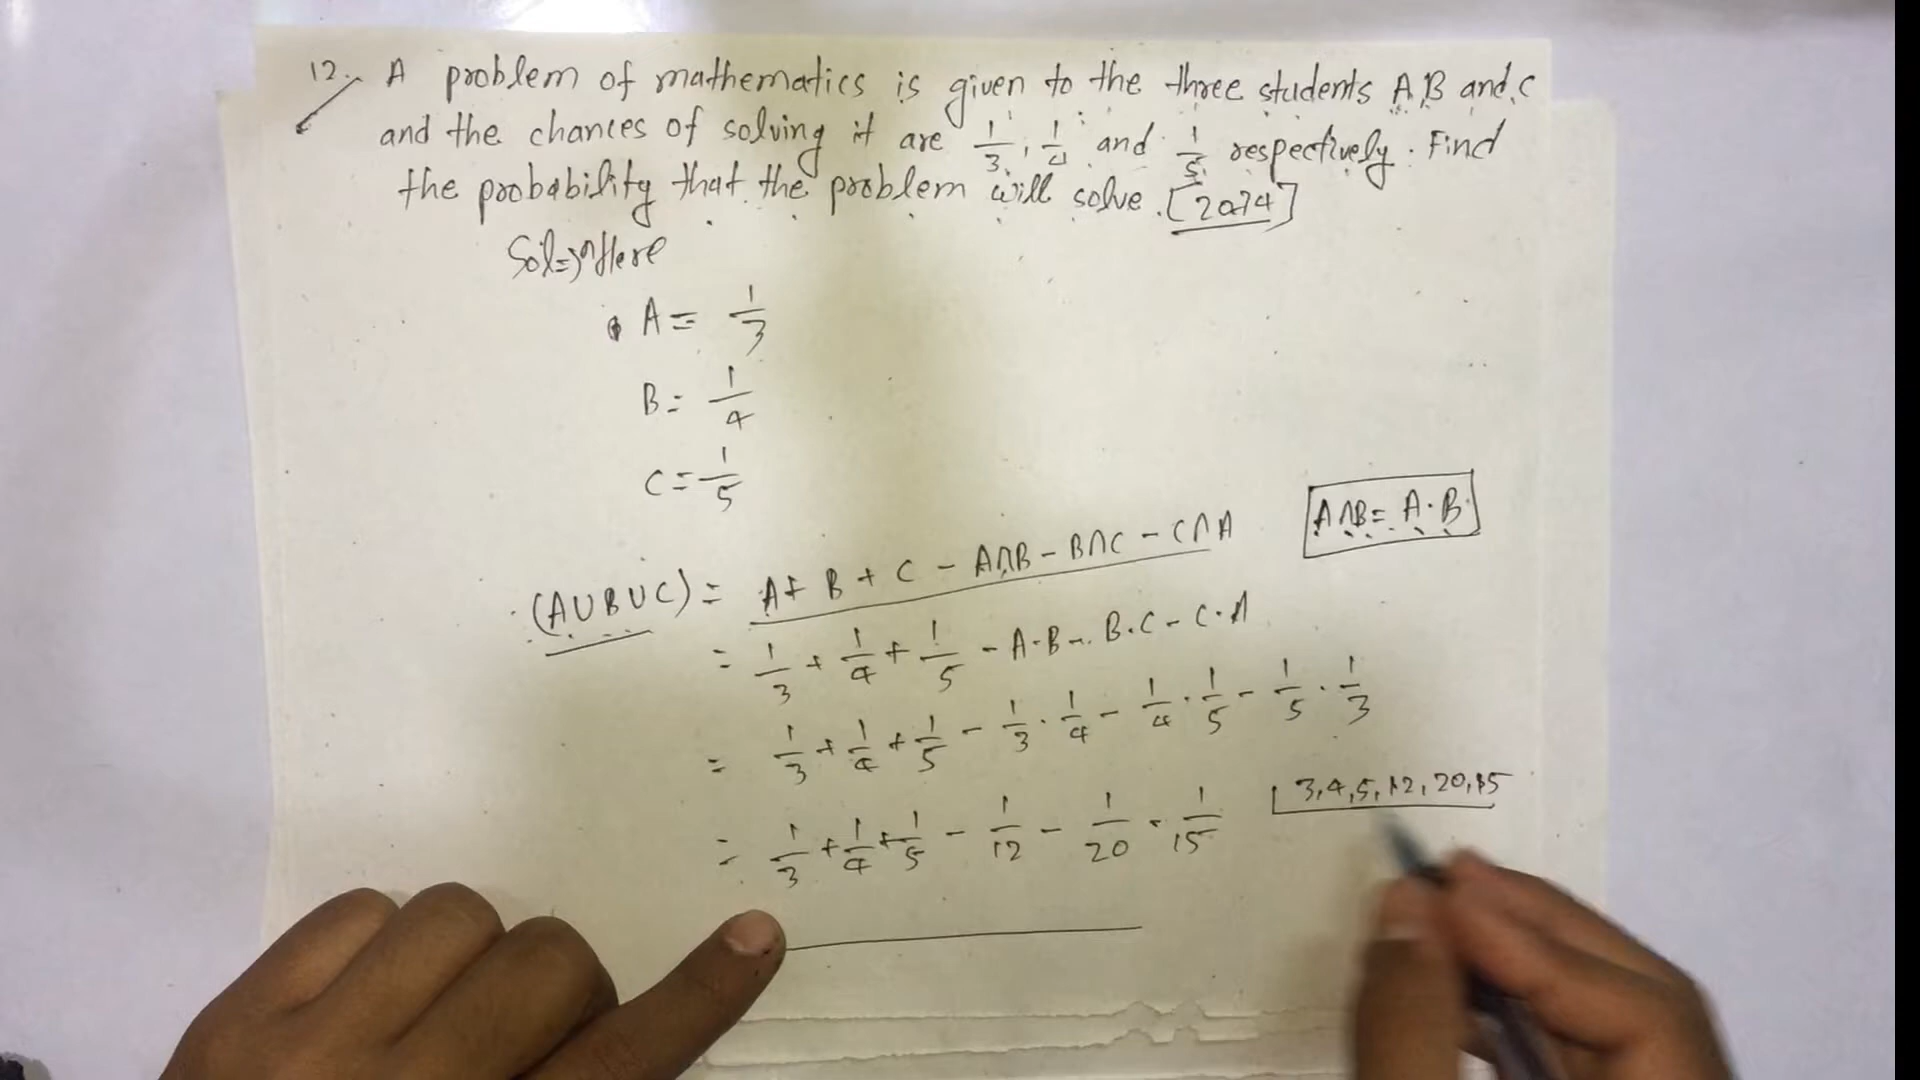 12. A problem of mathematics is given to the three students A, B and C
and the chances of solving it are 1/3, 1/4 and 1/5 respectively. Find
the probability that the problem will solve. [2074]
Solⁿ=> Here
A = 1/3
B = 1/4
C = 1/5
A∩B = A·B
(A∪B∪C) = A + B + C - A∩B - B∩C - C∩A
= 1/3 + 1/4 + 1/5 - A·B - B·C - C·A
= 1/3 + 1/4 + 1/5 - 1/3 · 1/4 - 1/4 · 1/5 - 1/5 · 1/3
3,4,5,12,20,15
= 1/3 + 1/4 + 1/5 - 1/12 - 1/20 - 1/15